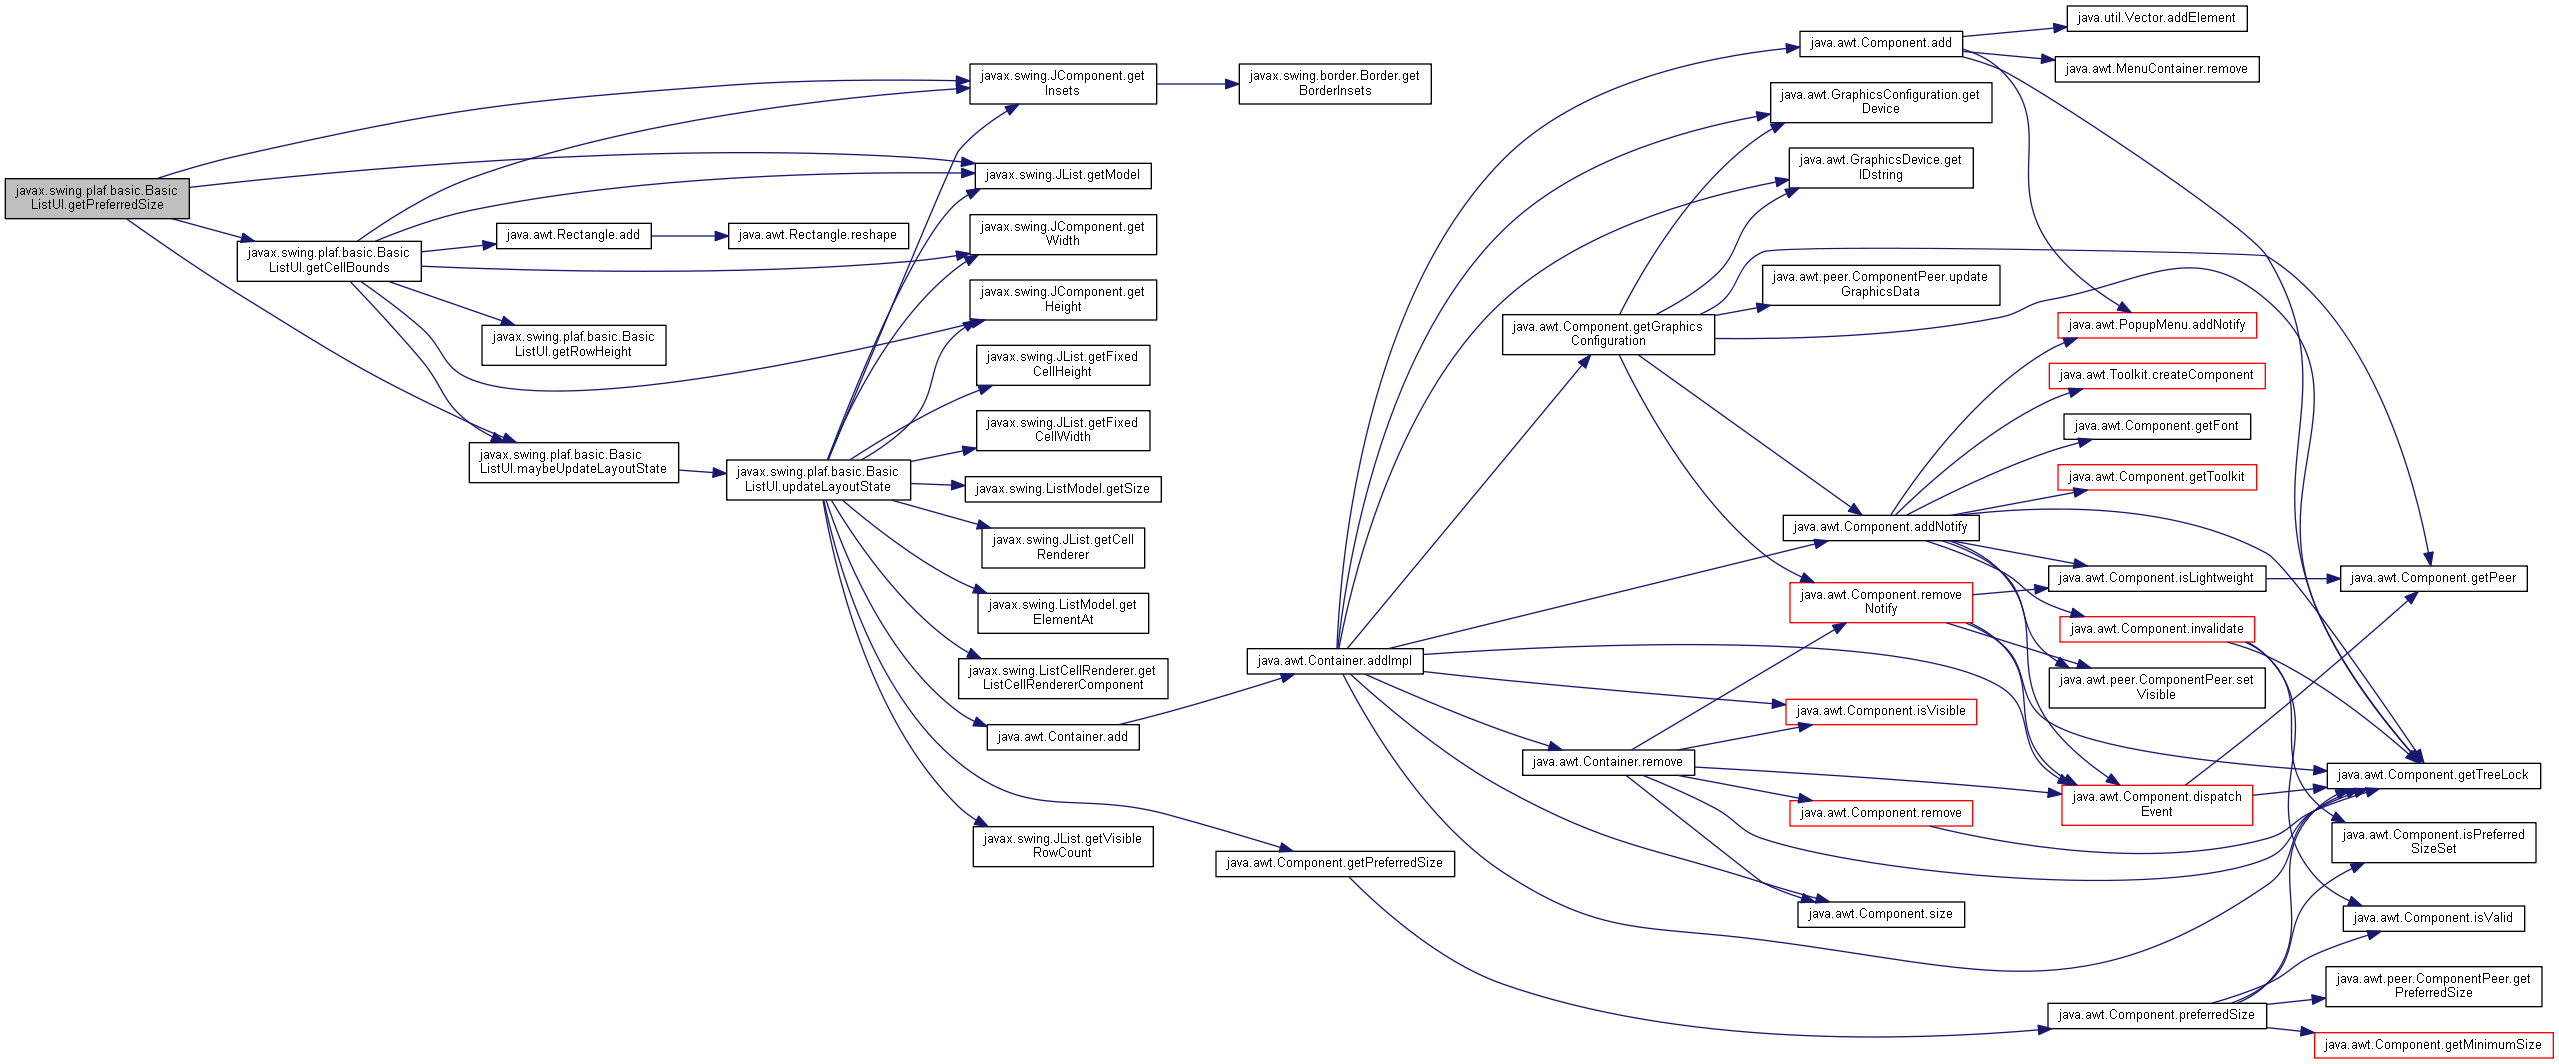 javax.swing.plaf.basic.Basic
ListUI.getPreferredSize
javax.swing.plaf.basic.Basic
ListUI.getCellBounds
java.awt.Rectangle.add
java.awt.Rectangle.reshape
javax.swing.plaf.basic.Basic
ListUI.getRowHeight
javax.swing.plaf.basic.Basic
ListUI.maybeUpdateLayoutState
javax.swing.plaf.basic.Basic
ListUI.updateLayoutState
javax.swing.JComponent.get
Insets
javax.swing.border.Border.get
BorderInsets
javax.swing.JList.getModel
javax.swing.JComponent.get
Width
javax.swing.JComponent.get
Height
javax.swing.JList.getFixed
CellHeight
javax.swing.JList.getFixed
CellWidth
javax.swing.ListModel.getSize
javax.swing.JList.getCell
Renderer
javax.swing.ListModel.get
ElementAt
javax.swing.ListCellRenderer.get
ListCellRendererComponent
java.awt.Container.add
javax.swing.JList.getVisible
RowCount
java.awt.Container.addImpl
java.awt.Component.getPreferredSize
java.awt.Component.getGraphics
Configuration
java.awt.Container.remove
java.awt.Component.add
java.awt.GraphicsConfiguration.get
Device
java.awt.GraphicsDevice.get
IDstring
java.awt.peer.ComponentPeer.update
GraphicsData
java.awt.Component.addNotify
java.awt.Component.remove
Notify
java.awt.Component.isVisible
java.awt.Component.remove
java.awt.Component.size
java.util.Vector.addElement
java.awt.MenuContainer.remove
java.awt.PopupMenu.addNotify
java.awt.Toolkit.createComponent
java.awt.Component.getFont
java.awt.Component.getToolkit
java.awt.Component.isLightweight
java.awt.Component.invalidate
java.awt.peer.ComponentPeer.set
Visible
java.awt.Component.dispatch
Event
java.awt.Component.preferredSize
java.awt.Component.getPeer
java.awt.Component.getTreeLock
java.awt.Component.isPreferred
SizeSet
java.awt.Component.isValid
java.awt.peer.ComponentPeer.get
PreferredSize
java.awt.Component.getMinimumSize